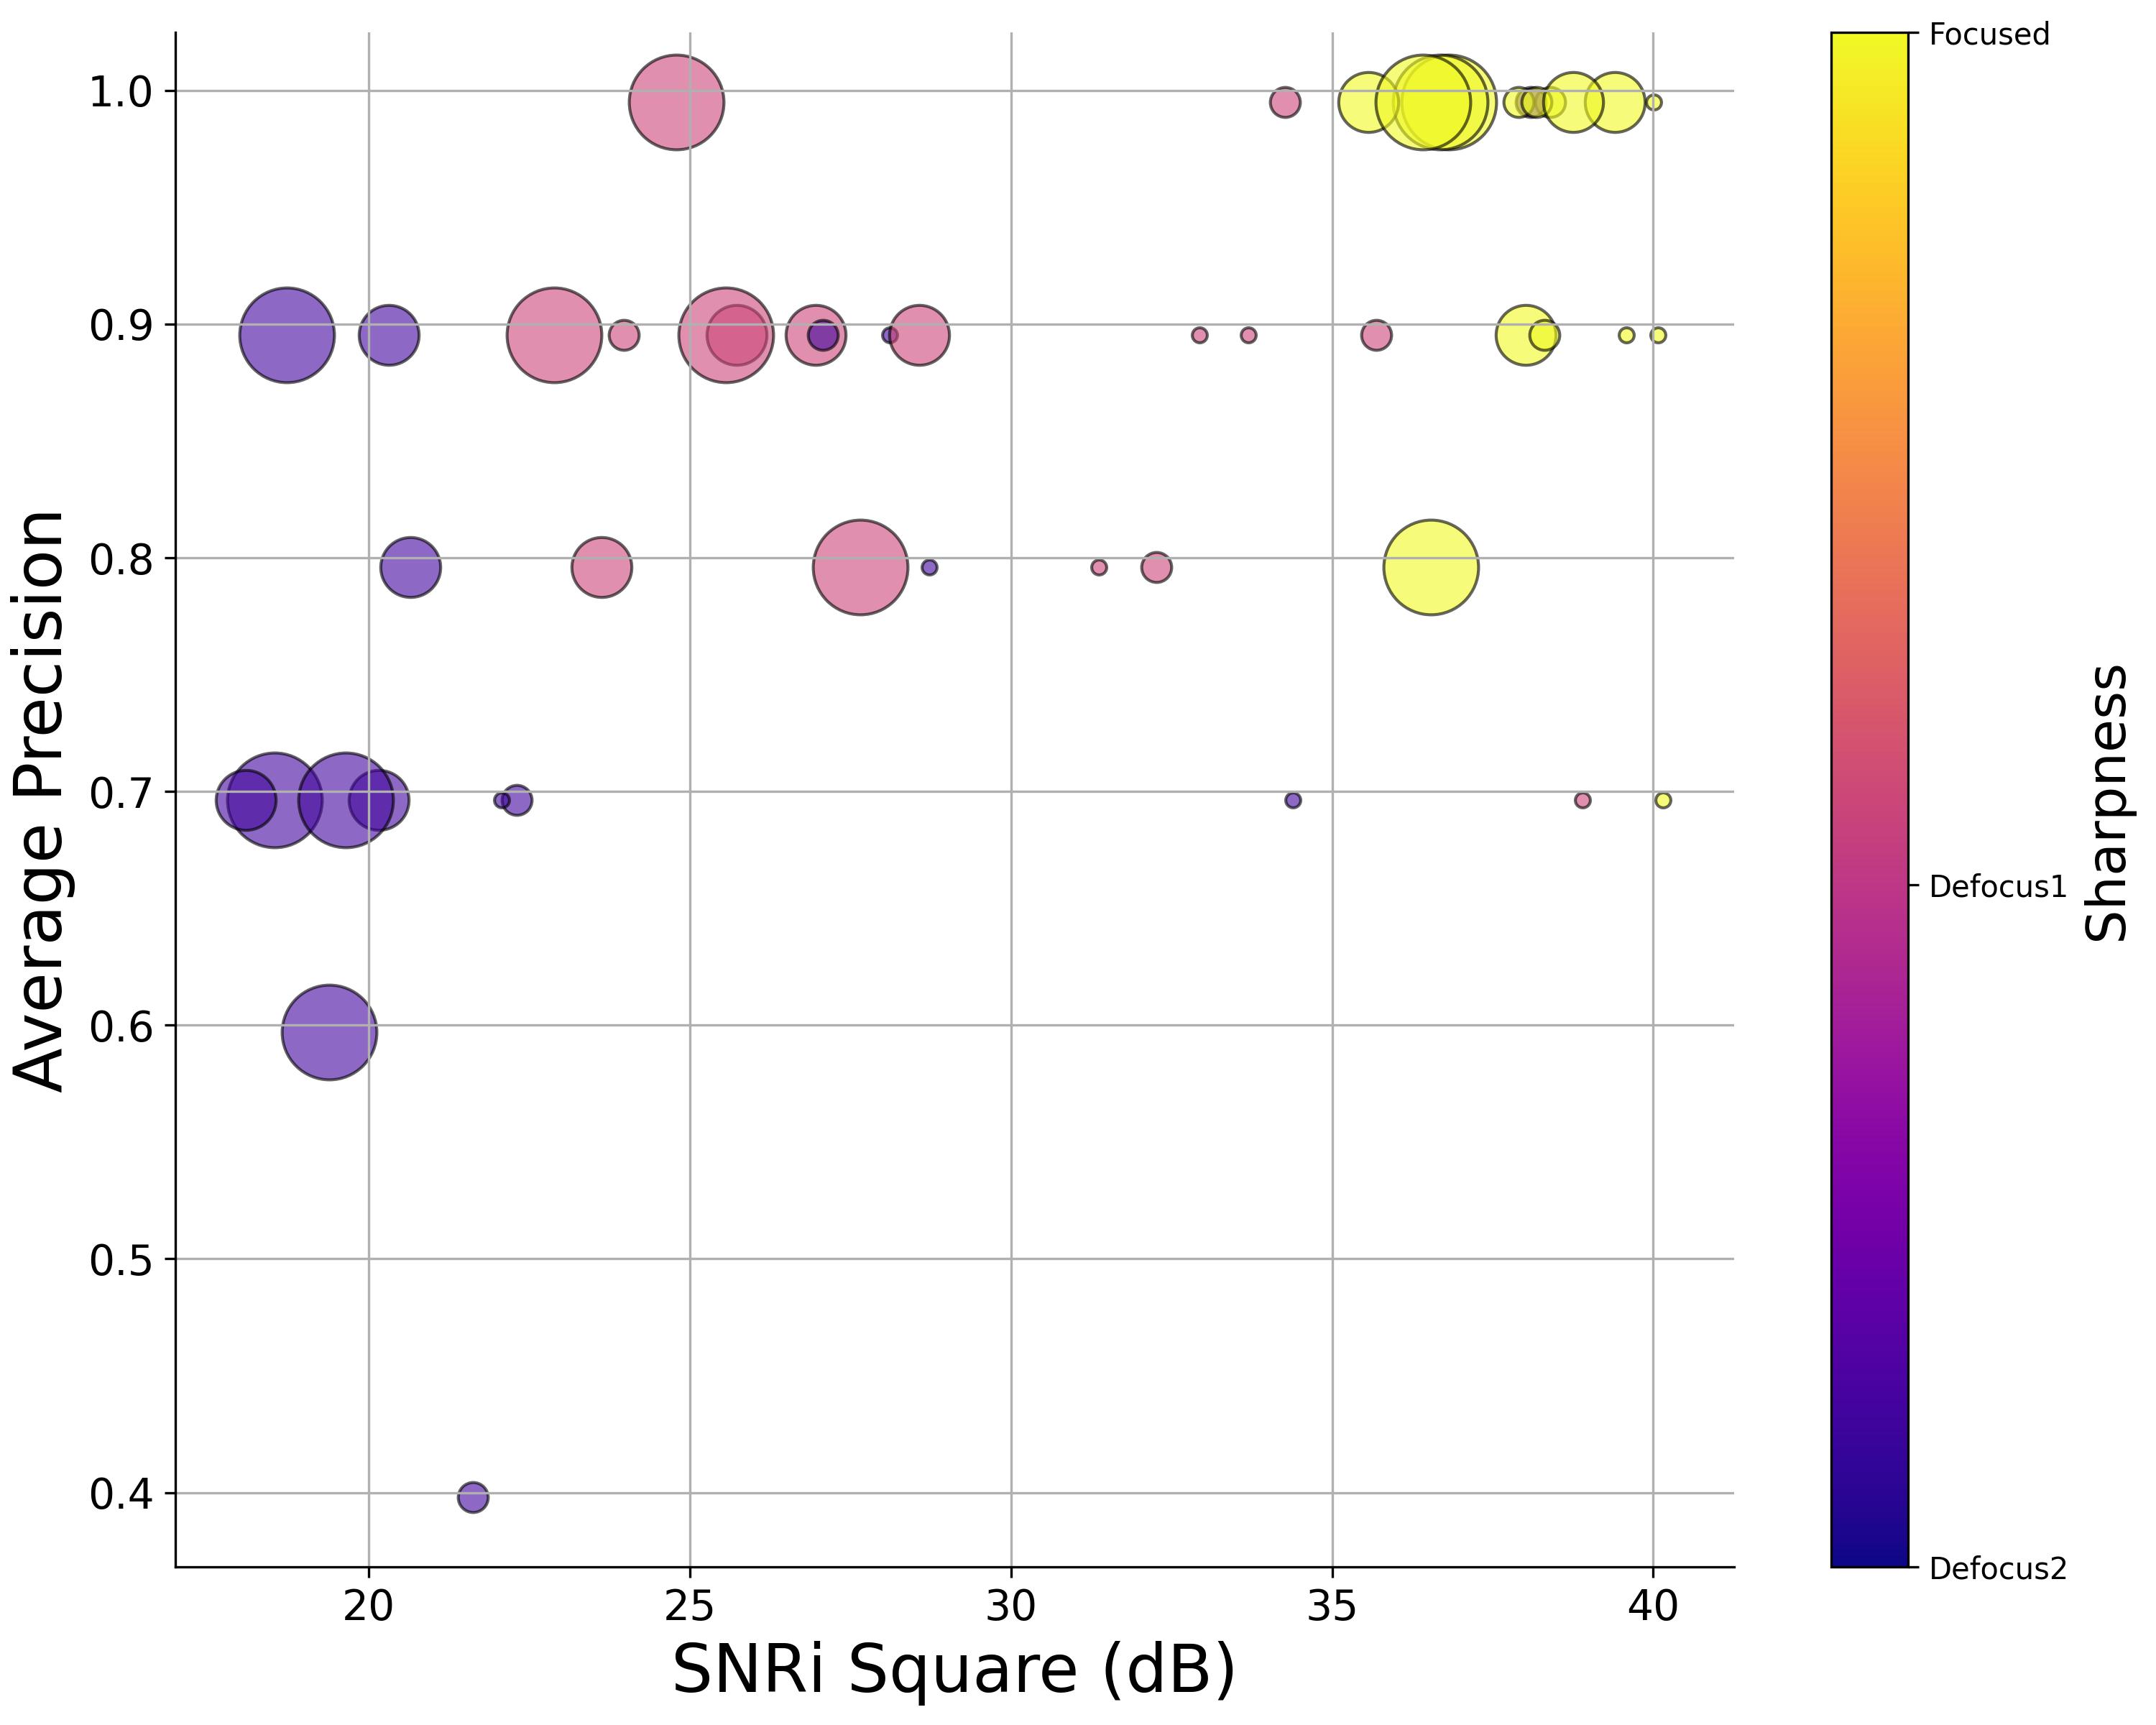 1.0
0.9
0.8
0.7
0.6
0.5
0.4
Average Precision
20 25 30 35 40
SNRi Square (dB)
Focused
Defocus1
Defocus2
Sharpness